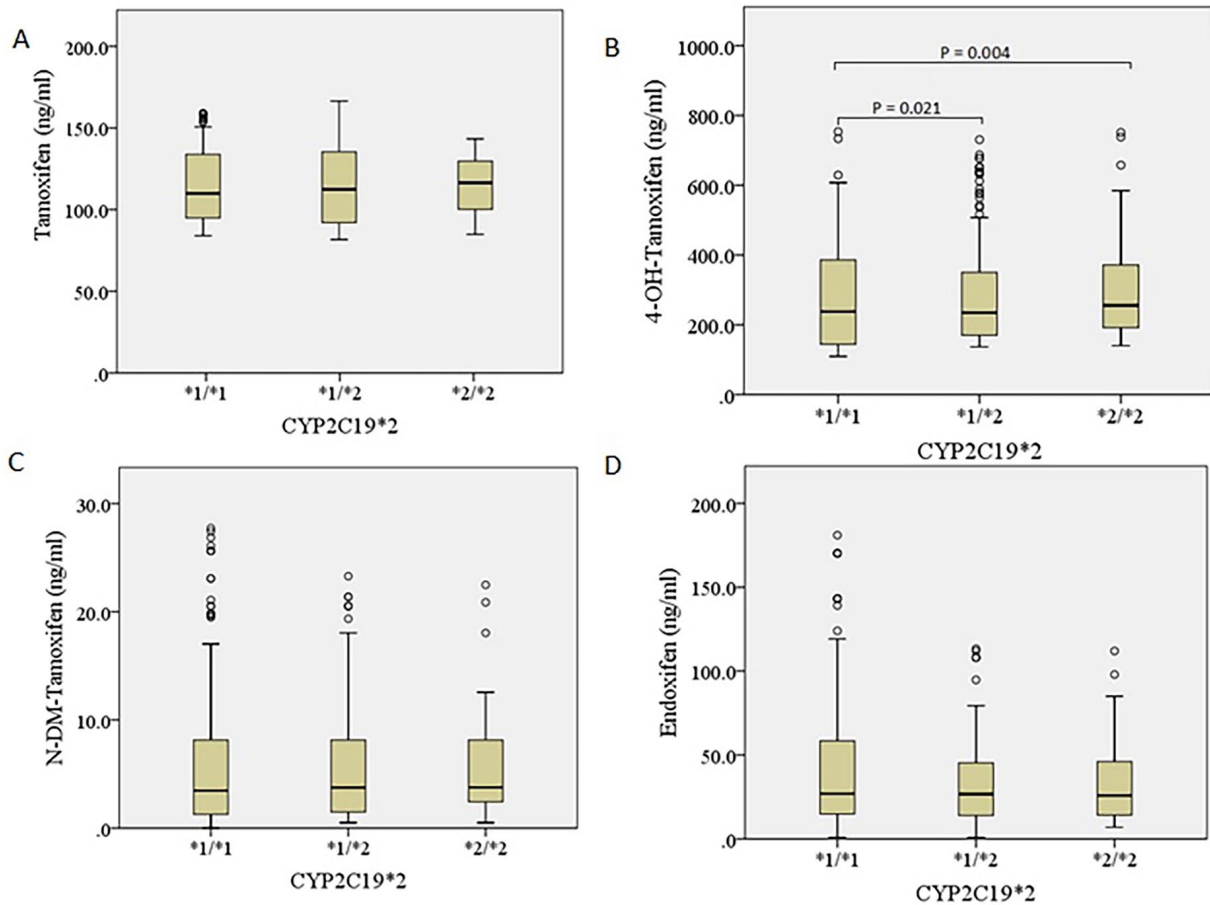 A
Tamoxifen (ng/ml)
200.0
150.0
100.0
50.0
.0
*1/*1 *1/*2 *2/*2
CYP2C19*2
B
4-OH-Tamoxifen (ng/ml)
1000.0
800.0
600.0
400.0
200.0
.0
P = 0.004
P = 0.021
*1/*1 *1/*2 *2/*2
CYP2C19*2
C
N-DM-Tamoxifen (ng/ml)
30.0
20.0
10.0
.0
*1/*1 *1/*2 *2/*2
CYP2C19*2
D
Endoxifen (ng/ml)
200.0
150.0
100.0
50.0
.0
*1/*1 *1/*2 *2/*2
CYP2C19*2